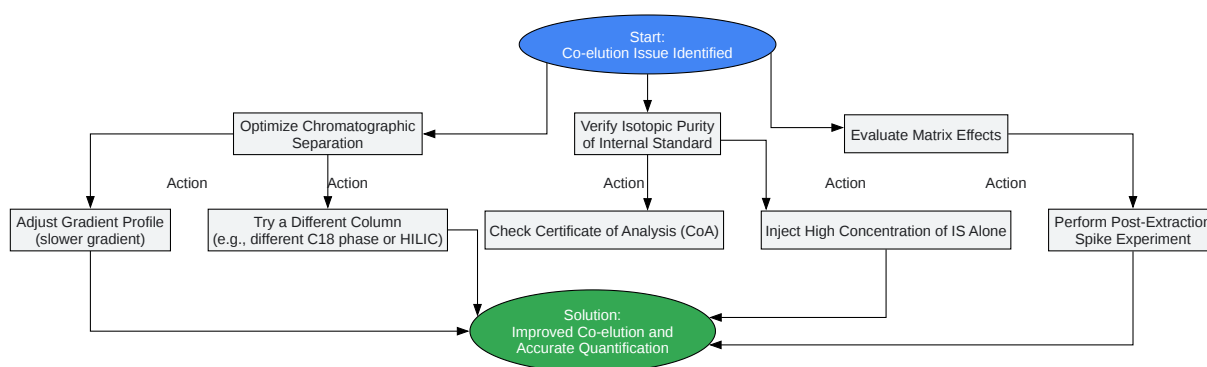 Start:
Co-elution Issue Identified
Optimize Chromatographic
Separation
Verify Isotopic Purity
of Internal Standard
Evaluate Matrix Effects
Action
Action
Action
Action
Action
Adjust Gradient Profile
(slower gradient)
Try a Different Column
(e.g., different C18 phase or HILIC)
Check Certificate of Analysis (CoA)
Inject High Concentration of IS Alone
Perform Post-Extraction
Spike Experiment
Solution:
Improved Co-elution and
Accurate Quantification